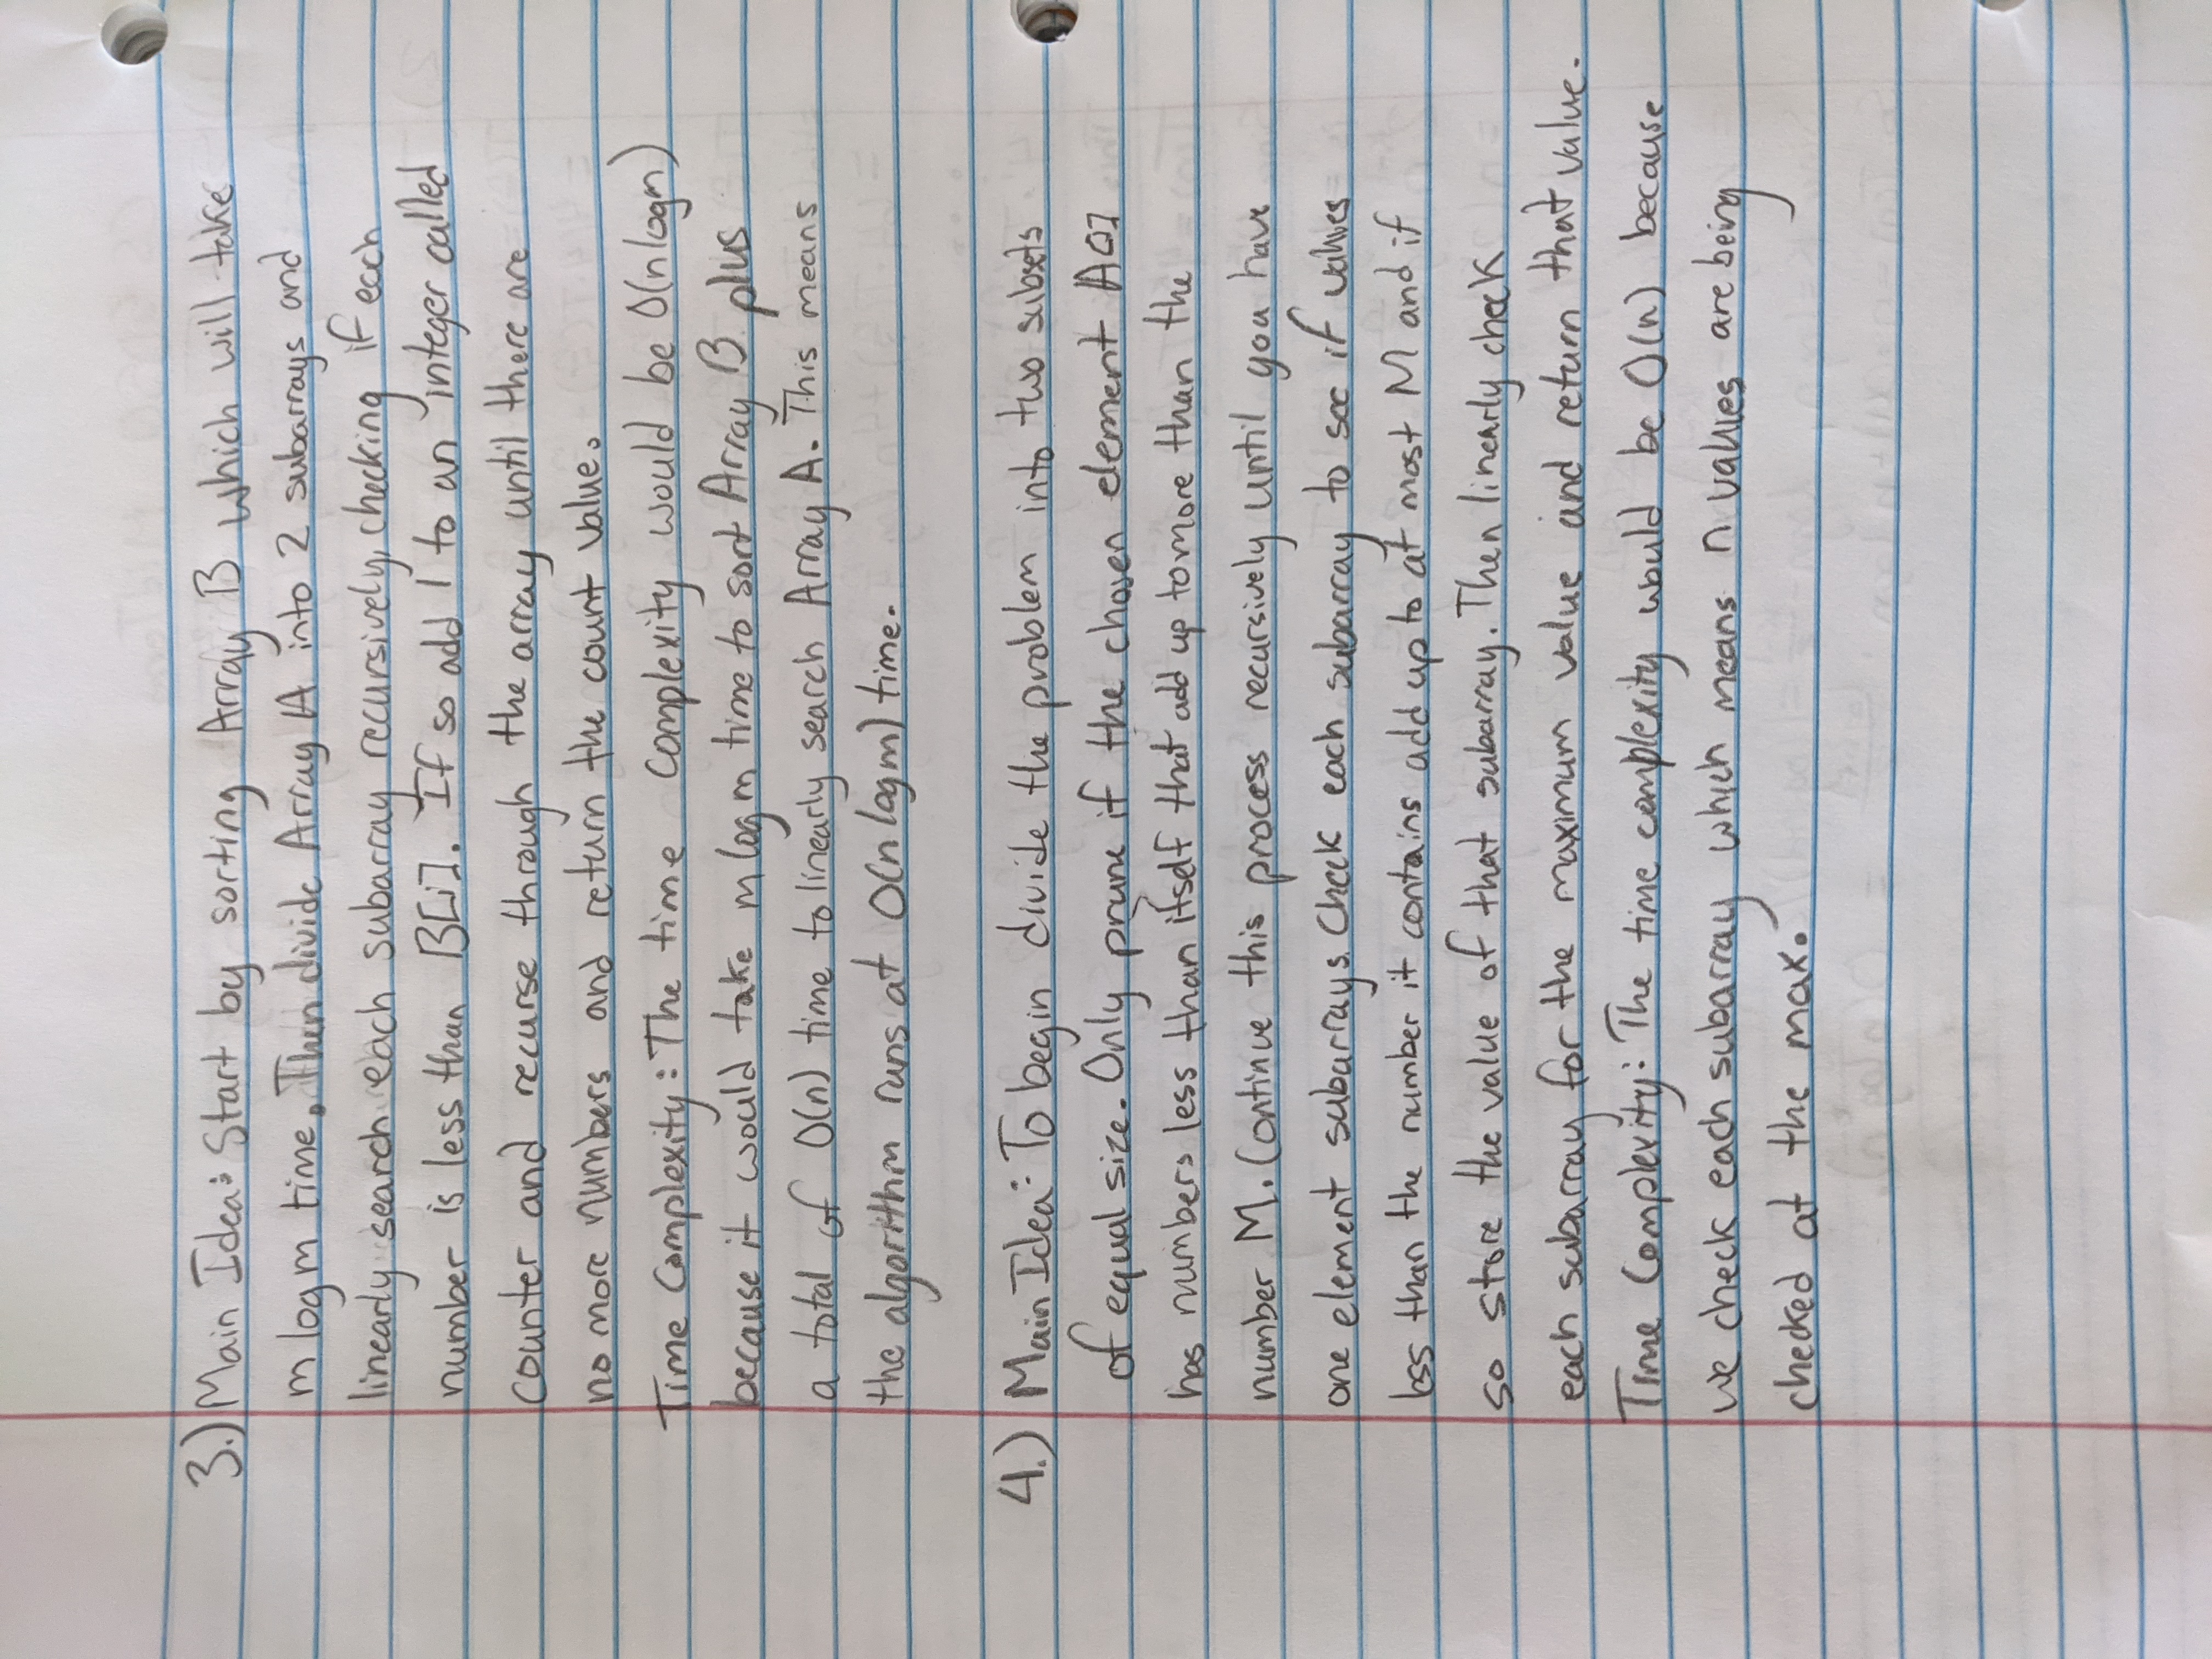 3.) Main Idea: Start by sorting Array B which will take
m log m time. Then divide Array A into 2 subarrays and
linearly search each subarray recursively, checking if each
number is less than B[j]. If so add 1 to an integer called
counter and recurse through the array until there are
no more numbers and return the count value.
Time Complexity: The time complexity would be O(n log m)
because it would take m log m time to sort Array B plus
a total of O(n) time to linearly search Array A. This means
the algorithm runs at O(n log m) time.
4.) Main Idea: To begin divide the problem into two subsets
of equal size. Only prune if the chosen element A[i]
has numbers less than itself that add up to more than the
number M. Continue this process recursively until you have
one element subarrays. Check each subarray to see if values
less than the number it contains add up to at most M and if
so store the value of that subarray. Then linearly check
each subarray for the maximum value and return that value.
Time Complexity: The time complexity would be O(n) because
we check each subarray which means n values are being
checked at the max.